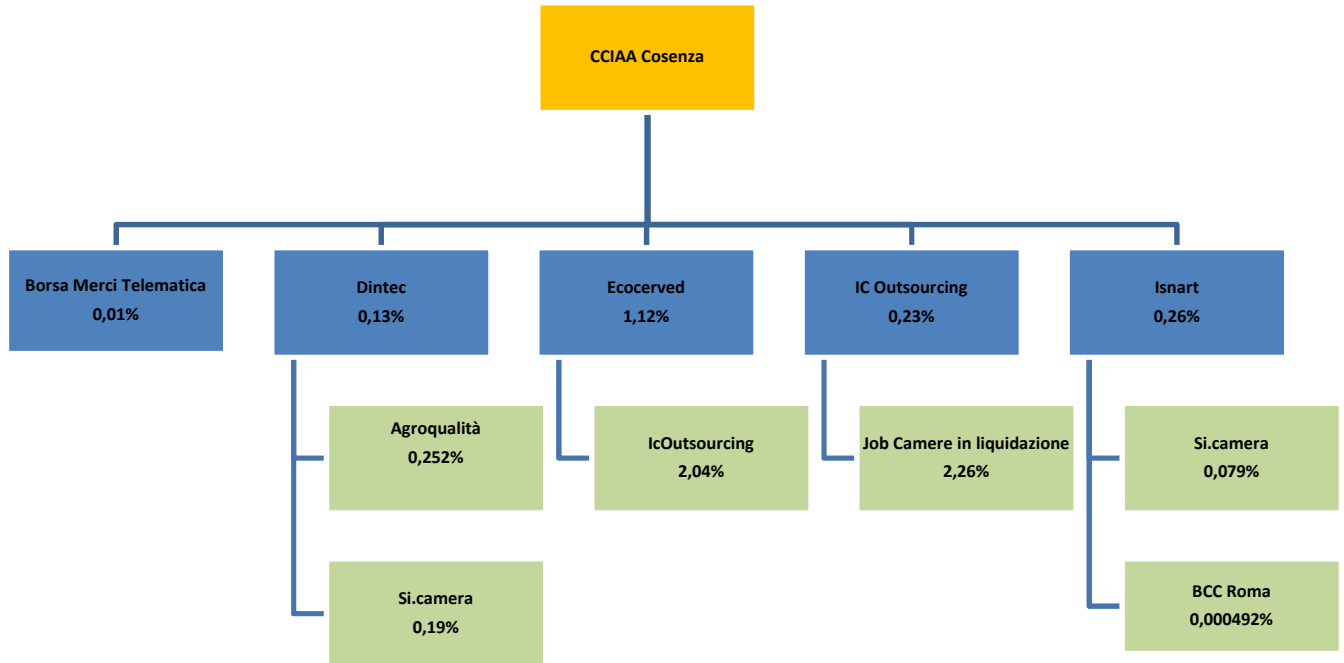 CCIAA Cosenza
Borsa Merci Telematica
0,01%
Dintec
0,13%
Ecocerved
1,12%
IC Outsourcing
0,23%
Isnart
0,26%
Agroqualità
0,252%
IcOutsourcing
2,04%
Job Camere in liquidazione
2,26%
Si.camera
0,079%
Si.camera
0,19%
BCC Roma
0,000492%